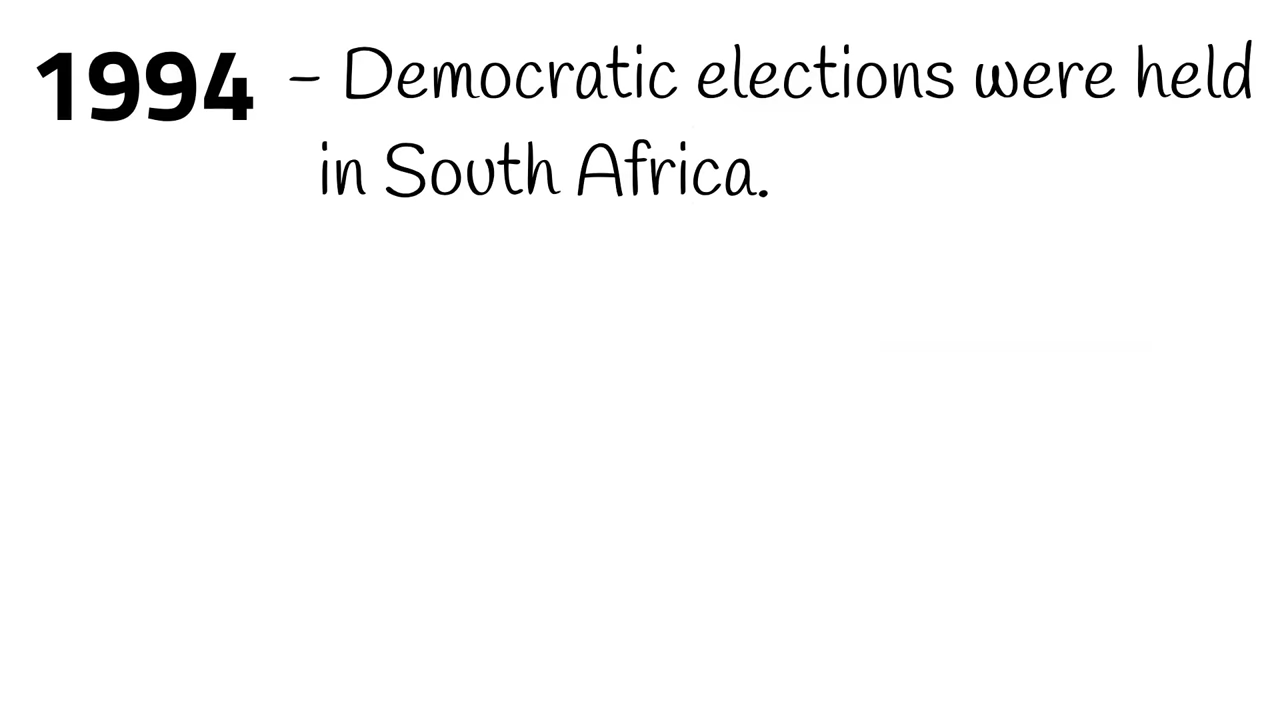 1994 – Democratic elections were held
in South Africa.